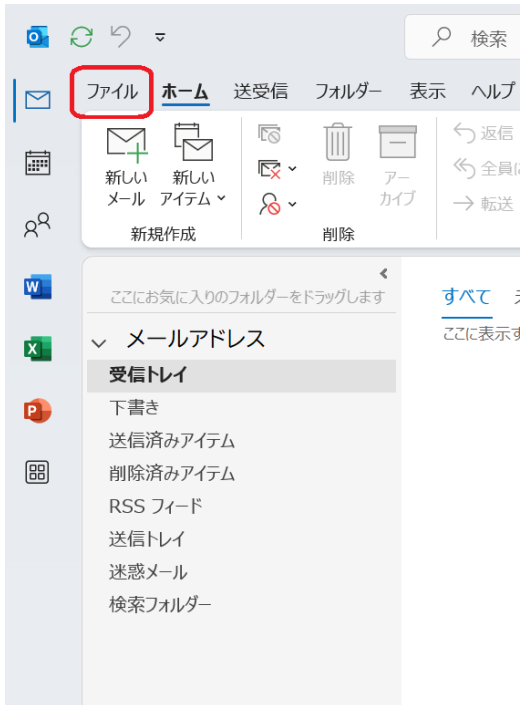 検索
ファイル ホーム 送受信 フォルダー 表示 ヘルプ
新しい メール
新しい アイテム
削除
アー カイブ
返信
全員に
転送
新規作成
削除
ここにお気に入りのフォルダーをドラッグします
すべて
ここに表示す
メールアドレス
受信トレイ
下書き
送信済みアイテム
削除済みアイテム
RSS フィード
送信トレイ
迷惑メール
検索フォルダー